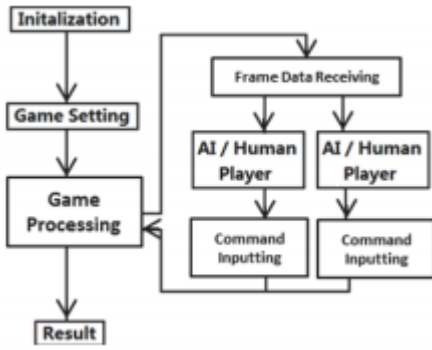 Initalization
Game Setting
Game
Processing
Result
Frame Data Receiving
AI / Human
Player
AI / Human
Player
Command
Inputting
Command
Inputting